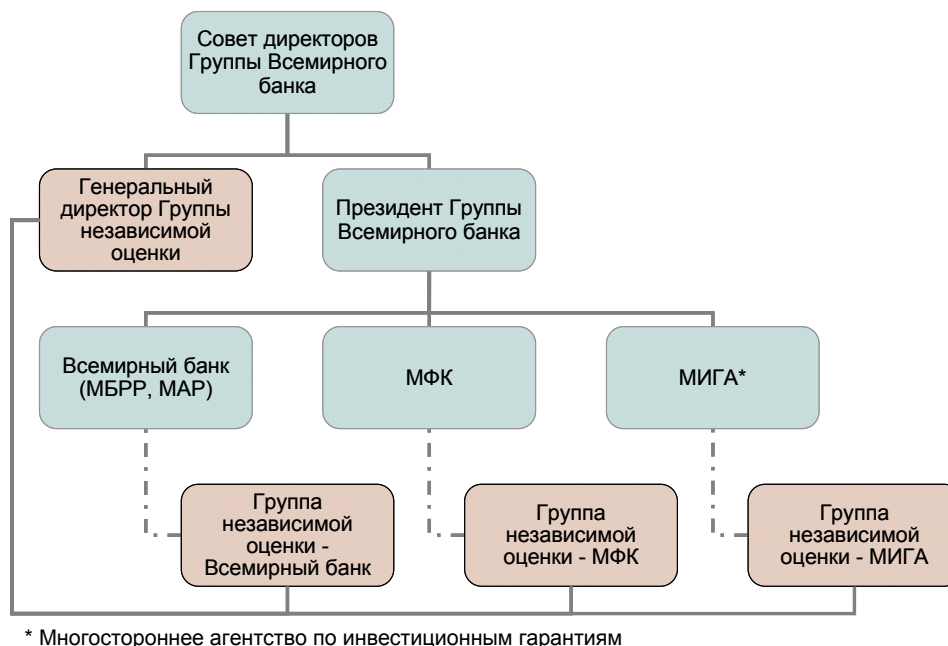 Совет директоров
Группы Всемирного
банка
Генеральный
директор Группы
независимой
оценки
Президент Группы
Всемирного банка
Всемирный банк
(МБРР, МАР)
МФК
МИГА*
Группа
независимой
оценки -
Всемирный банк
Группа
независимой
оценки - МФК
Группа
независимой
оценки - МИГА
* Многостороннее агентство по инвестиционным гарантиям